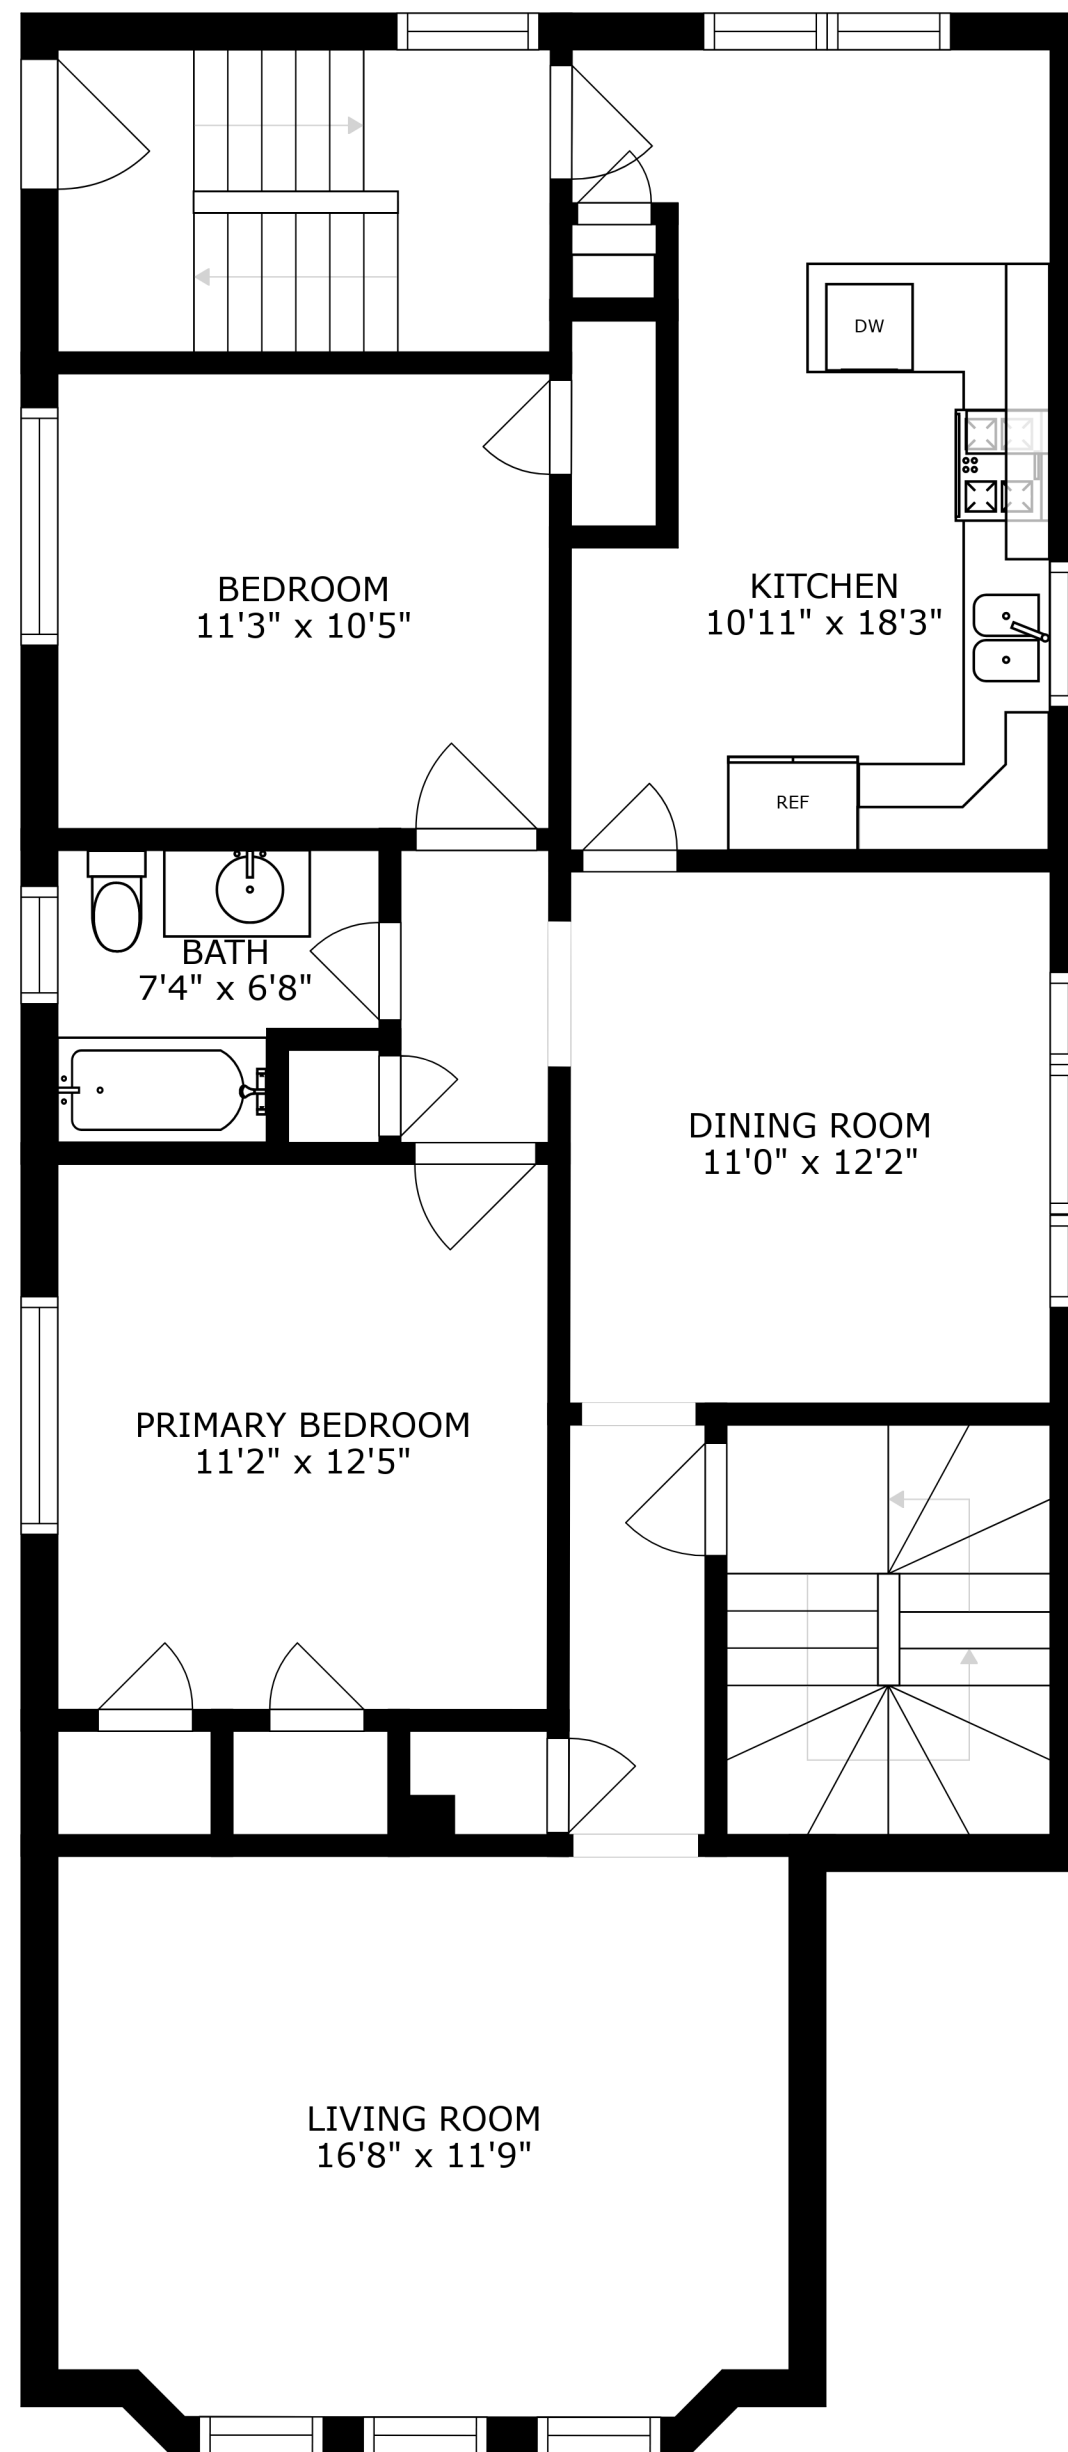 DW
BEDROOM
11'3" x 10'5"
KITCHEN
10'11" x 18'3"
REF
BATH
7'4" x 6'8"
DINING ROOM
11'0" x 12'2"
PRIMARY BEDROOM
11'2" x 12'5"
LIVING ROOM
16'8" x 11'9"